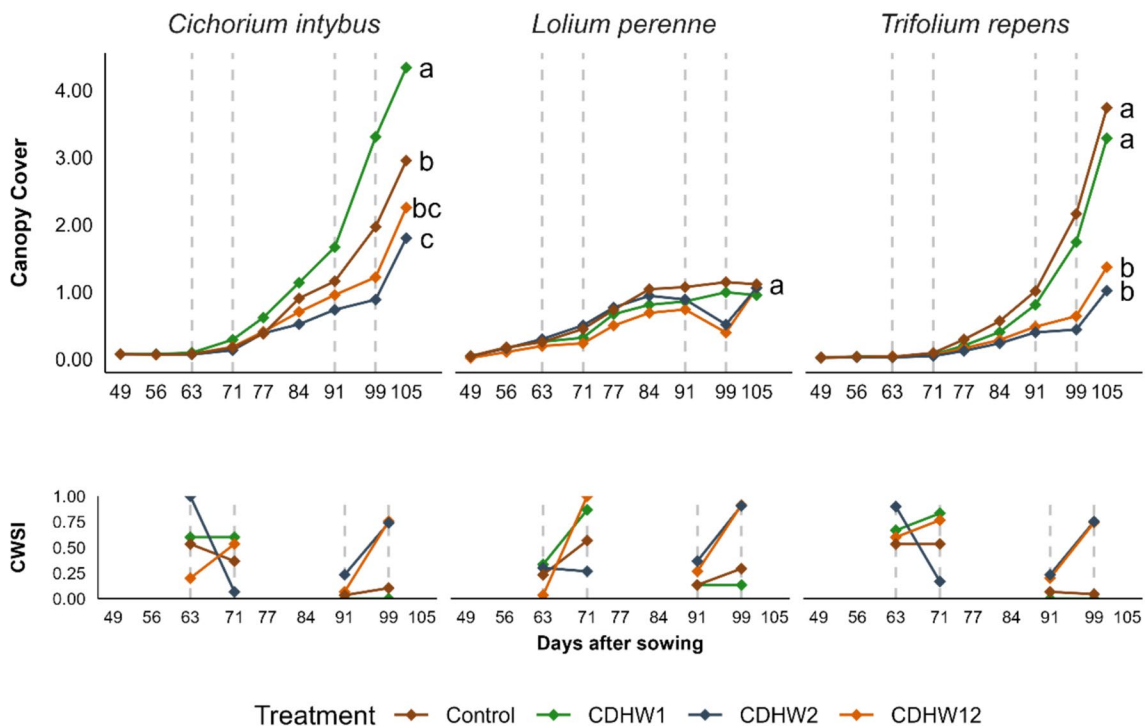 Cichorium intybus Lolium perenne Trifolium repens
Canopy Cover
4.00
3.00
2.00
1.00
0.00
a
b
bc
c
a
a
a
b
b
49 56 63 71 77 84 91 99 105 49 56 63 71 77 84 91 99 105 49 56 63 71 77 84 91 99 105
CWSI
1.00
0.75
0.50
0.25
0.00
49 56 63 71 77 84 91 99 105 49 56 63 71 77 84 91 99 105 49 56 63 71 77 84 91 99 105
Days after sowing
Treatment Control CDHW1 CDHW2 CDHW12